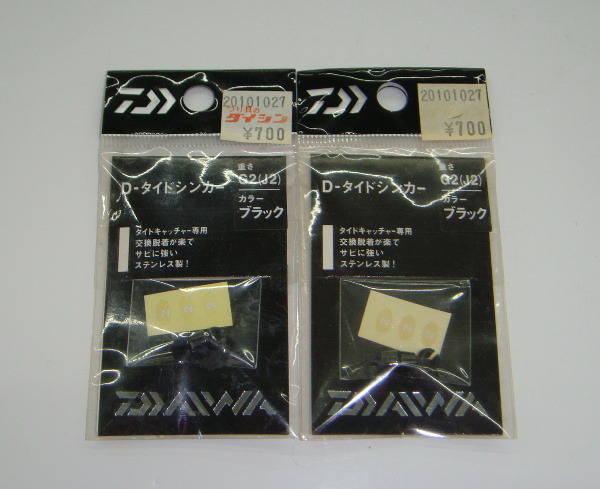 20101027
つり具の
タイシン
¥700
D-タイドシンカー
重さ
G2(J2)
カラー
ブラック
タイドキャッチャー専用
交換脱着が楽で
サビに強い
ステンレス製!
DAIWA
20101027
¥700
D-タイドシンカー
重さ
G2(J2)
カラー
ブラック
タイドキャッチャー専用
交換脱着が楽で
サビに強い
ステンレス製!
DAIWA